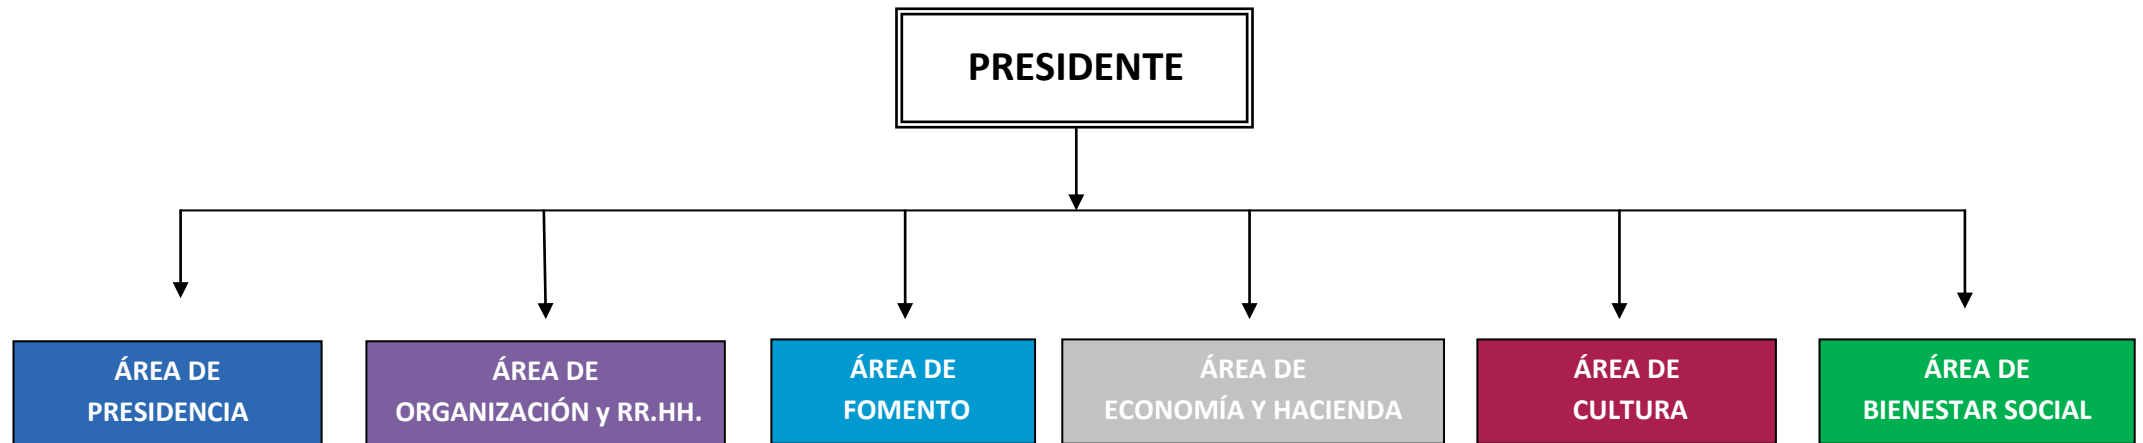 PRESIDENTE
ÁREA DE
PRESIDENCIA
ÁREA DE
ORGANIZACIÓN y RR.HH.
ÁREA DE
FOMENTO
ÁREA DE
ECONOMÍA Y HACIENDA
ÁREA DE
CULTURA
ÁREA DE
BIENESTAR SOCIAL